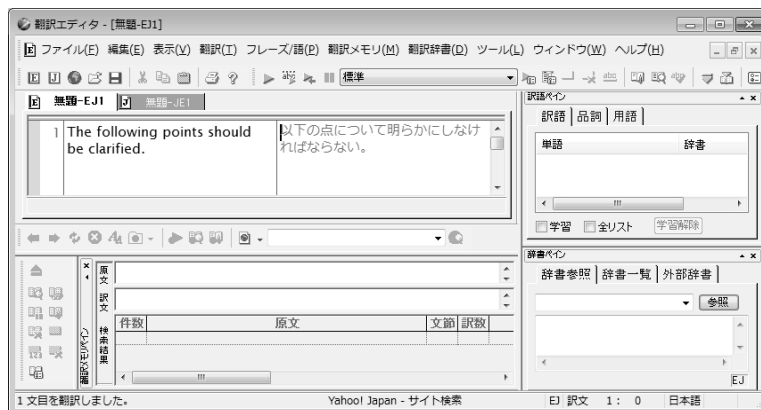 翻訳エディタ - [無題-EJ1]
ファイル(F) 編集(E) 表示(V) 翻訳(T) フレーズ/語(P) 翻訳メモリ(M) 翻訳辞書(D) ツール(L) ウィンドウ(W) ヘルプ(H)
標準
無題-EJ1 無題-JE1
1 The following points should
be clarified.
以下の点について明らかにしなけ
ればならない。
訳語ペイン
訳語 品詞 用語
単語 辞書
学習 全リスト 学習解除
辞書ペイン
辞書参照 辞書一覧 外部辞書
参照
EJ
翻訳メモリペイン
原文
訳文
検索結果
件数 原文 文節 訳数
1 文目を翻訳しました。 Yahoo! Japan - サイト検索 EJ 訳文 1: 0 日本語